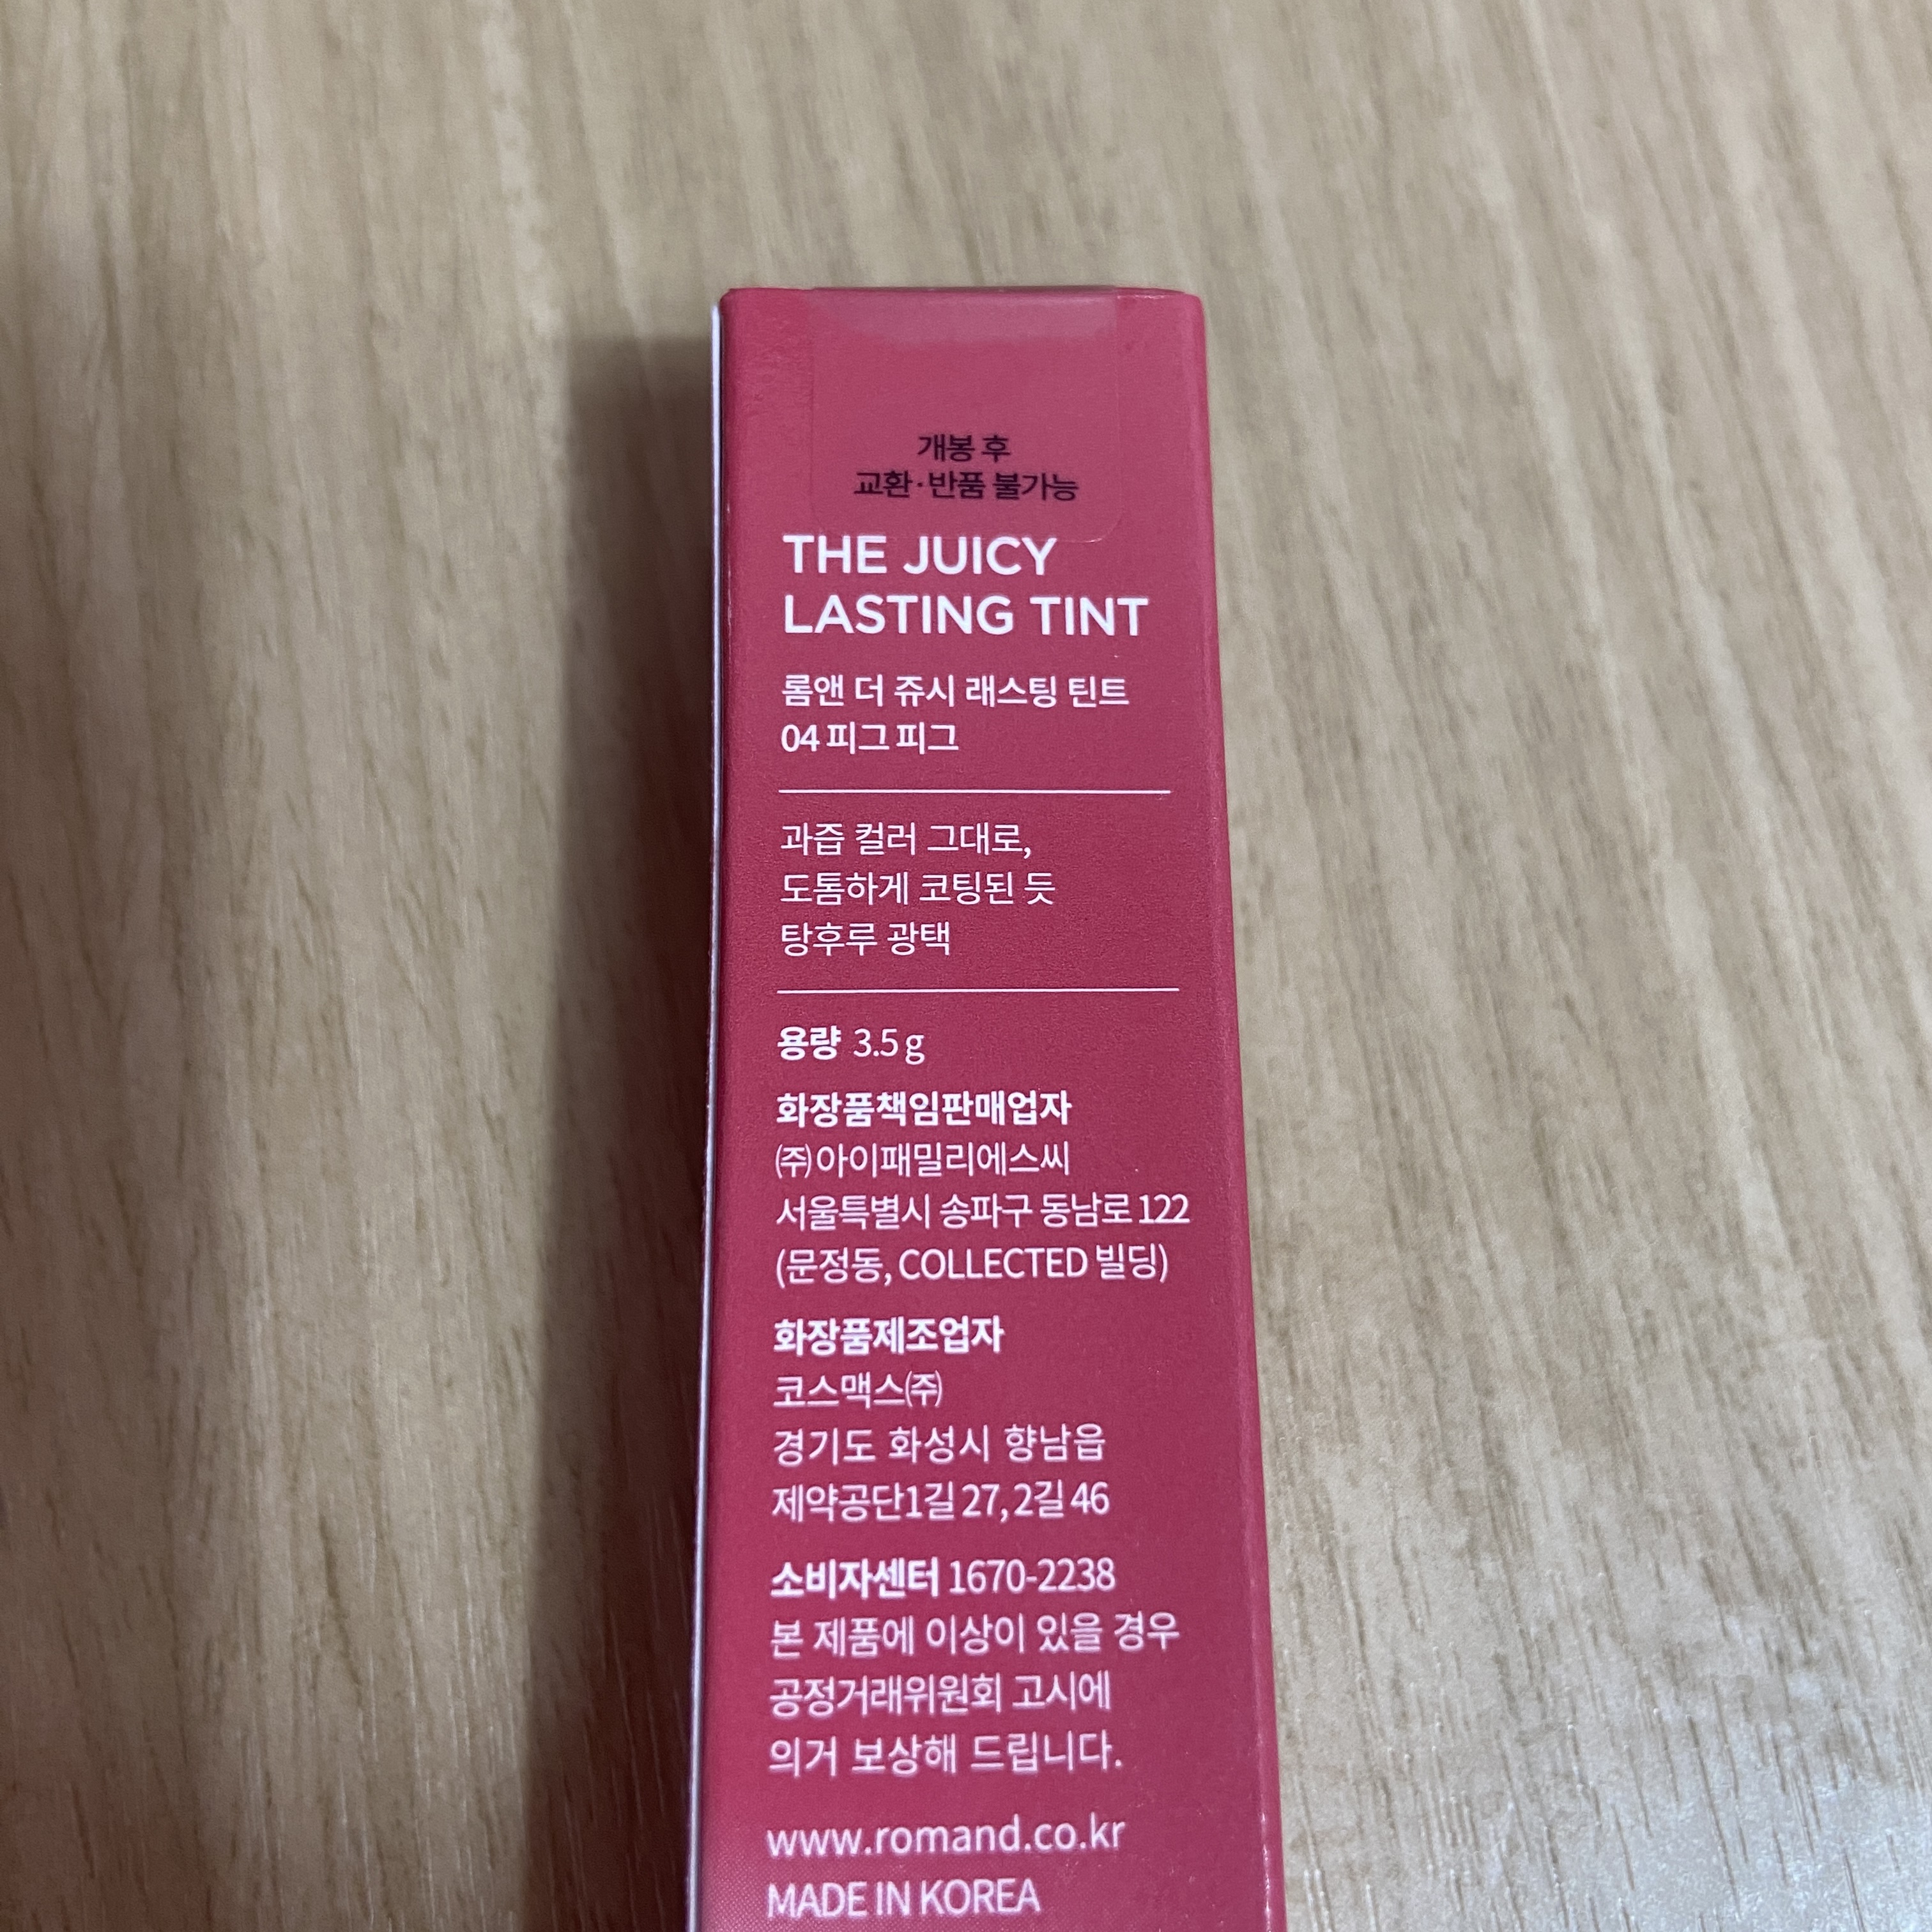 개봉 후
교환·반품 불가능
THE JUICY
LASTING TINT
롬앤 더 쥬시 래스팅 틴트
04 피그 피그
과즙 컬러 그대로,
도톰하게 코팅된 듯
탕후루 광택
용량 3.5 g
화장품책임판매업자
㈜아이패밀리에스씨
서울특별시 송파구 동남로 122
(문정동, COLLECTED 빌딩)
화장품제조업자
코스맥스㈜
경기도 화성시 향남읍
제약공단1길 27, 2길 46
소비자센터 1670-2238
본 제품에 이상이 있을 경우
공정거래위원회 고시에
의거 보상해 드립니다.
www.romand.co.kr
MADE IN KOREA